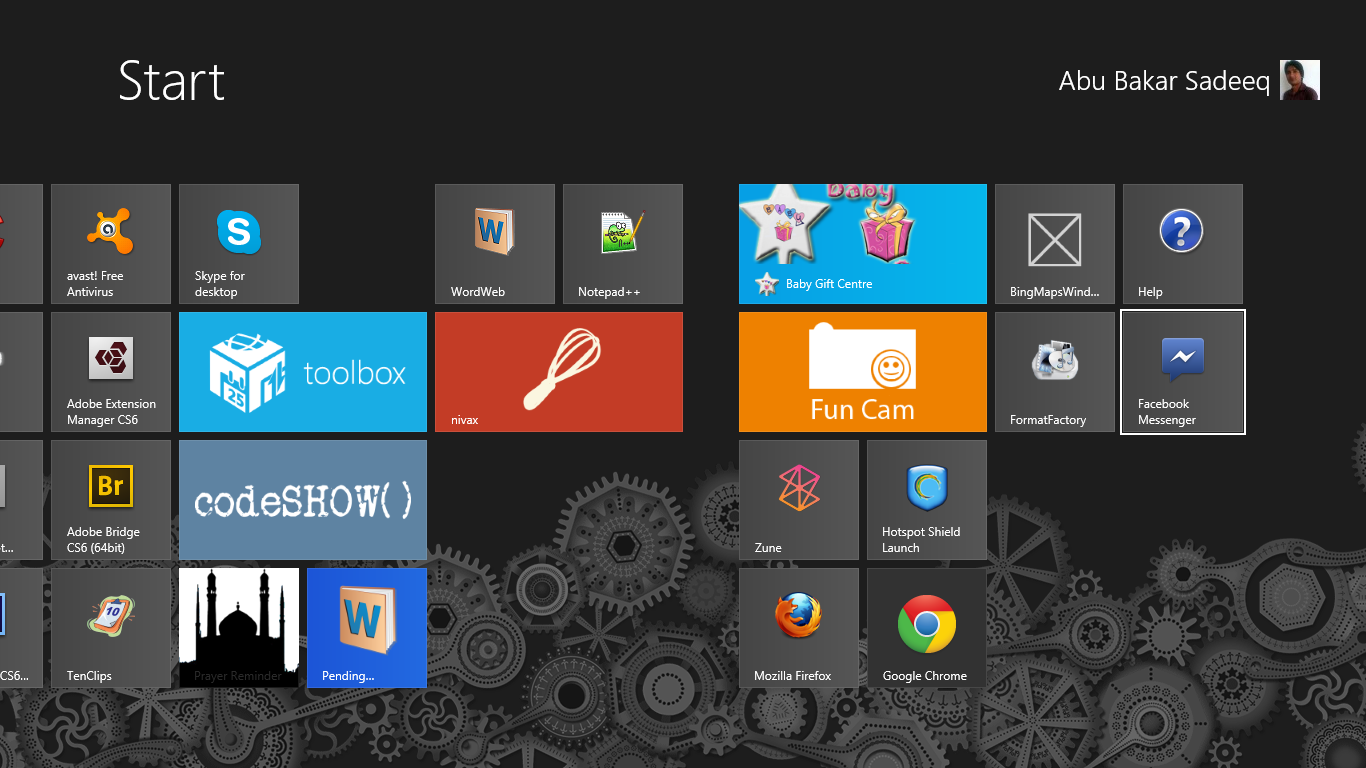 Start
Abu Bakar Sadeeq
avast! Free
Antivirus
Skype for
desktop
WordWeb
Notepad++
Baby
Baby Gift Centre
BingMapsWind...
Help
Adobe Extension
Manager CS6
25
toolbox
nivax
Fun Cam
FormatFactory
Facebook
Messenger
t...
Br
Adobe Bridge
CS6 (64bit)
codeSHOW( )
Zune
Hotspot Shield
Launch
CS6...
10
TenClips
Prayer Reminder
W
Pending...
Mozilla Firefox
Google Chrome